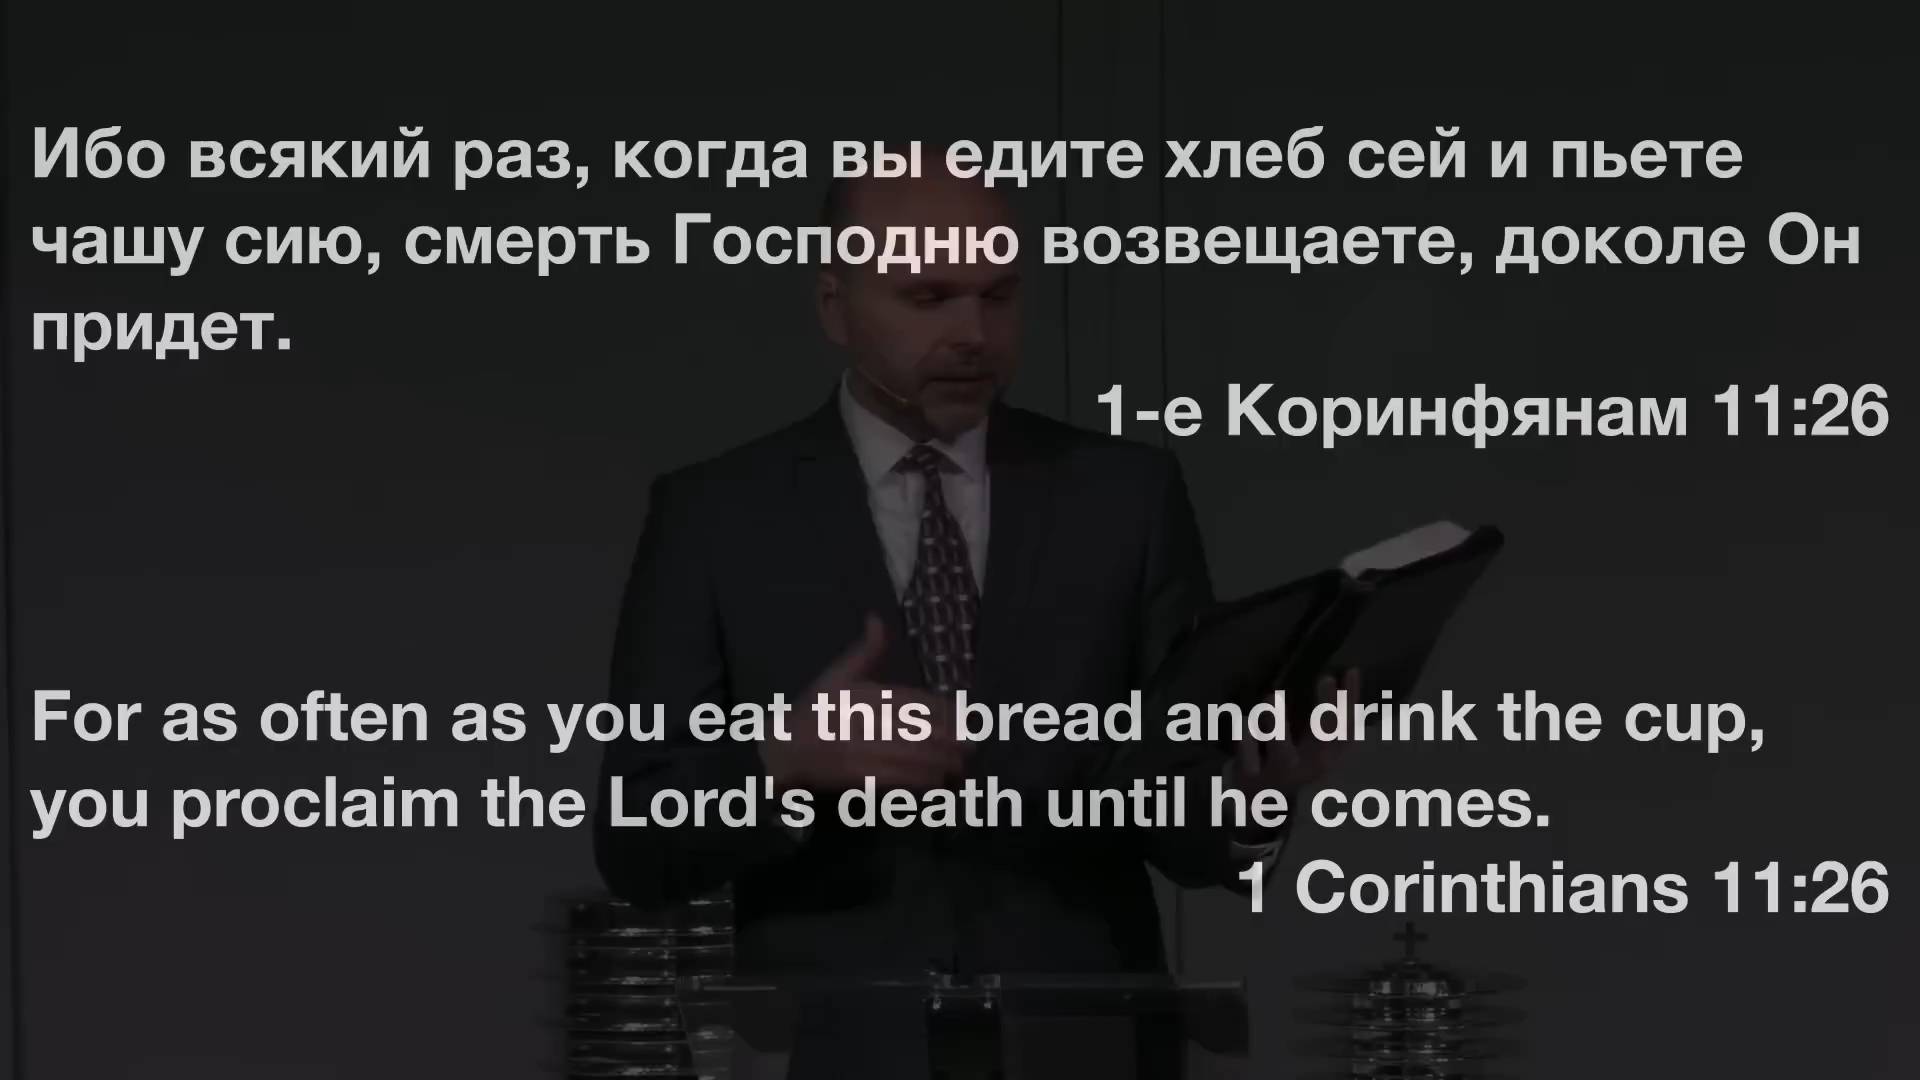 Ибо всякий раз, когда вы едите хлеб сей и пьете
чашу сию, смерть Господню возвещаете, доколе Он
придет.
1-е Коринфянам 11:26
For as often as you eat this bread and drink the cup,
you proclaim the Lord's death until he comes.
1 Corinthians 11:26